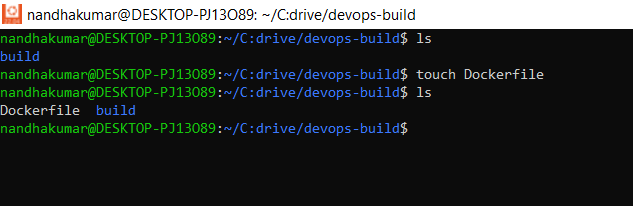 nandhakumar@DESKTOP-PJ13O89: ~/C:drive/devops-build
nandhakumar@DESKTOP-PJ13O89:~/C:drive/devops-build$ ls
build
nandhakumar@DESKTOP-PJ13O89:~/C:drive/devops-build$ touch Dockerfile
nandhakumar@DESKTOP-PJ13O89:~/C:drive/devops-build$ ls
Dockerfile  build
nandhakumar@DESKTOP-PJ13O89:~/C:drive/devops-build$